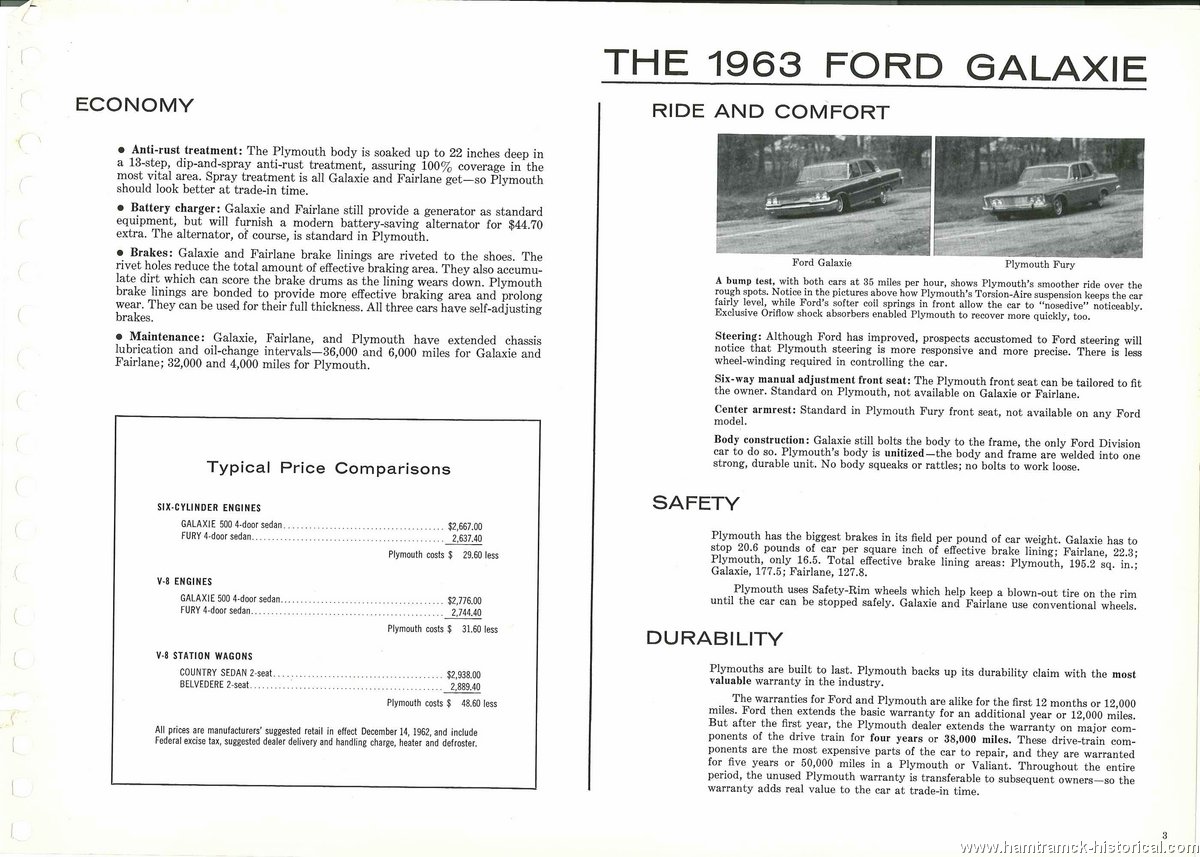 THE 1963 FORD GALAXIE
ECONOMY
● Anti-rust treatment: The Plymouth body is soaked up to 22 inches deep in
a 13-step, dip-and-spray anti-rust treatment, assuring 100% coverage in the
most vital area. Spray treatment is all Galaxie and Fairlane get—so Plymouth
should look better at trade-in time.
● Battery charger: Galaxie and Fairlane still provide a generator as standard
equipment, but will furnish a modern battery-saving alternator for $44.70
extra. The alternator, of course, is standard in Plymouth.
● Brakes: Galaxie and Fairlane brake linings are riveted to the shoes. The
rivet holes reduce the total amount of effective braking area. They also accumu-
late dirt which can score the brake drums as the lining wears down. Plymouth
brake linings are bonded to provide more effective braking area and prolong
wear. They can be used for their full thickness. All three cars have self-adjusting
brakes.
● Maintenance: Galaxie, Fairlane, and Plymouth have extended chassis
lubrication and oil-change intervals—36,000 and 6,000 miles for Galaxie and
Fairlane; 32,000 and 4,000 miles for Plymouth.
Typical Price Comparisons
SIX-CYLINDER ENGINES
GALAXIE 500 4-door sedan........................................ $2,667.00
FURY 4-door sedan................................................ 2,637.40
Plymouth costs $ 29.60 less
V-8 ENGINES
GALAXIE 500 4-door sedan........................................ $2,776.00
FURY 4-door sedan................................................ 2,744.40
Plymouth costs $ 31.60 less
V-8 STATION WAGONS
COUNTRY SEDAN 2-seat.......................................... $2,938.00
BELVEDERE 2-seat................................................ 2,889.40
Plymouth costs $ 48.60 less
All prices are manufacturers' suggested retail in effect December 14, 1962, and include
Federal excise tax, suggested dealer delivery and handling charge, heater and defroster.
RIDE AND COMFORT
Ford Galaxie
Plymouth Fury
A bump test, with both cars at 35 miles per hour, shows Plymouth's smoother ride over the
rough spots. Notice in the pictures above how Plymouth's Torsion-Aire suspension keeps the car
fairly level, while Ford's softer coil springs in front allow the car to "nosedive" noticeably.
Exclusive Oriflow shock absorbers enabled Plymouth to recover more quickly, too.
Steering: Although Ford has improved, prospects accustomed to Ford steering will
notice that Plymouth steering is more responsive and more precise. There is less
wheel-winding required in controlling the car.
Six-way manual adjustment front seat: The Plymouth front seat can be tailored to fit
the owner. Standard on Plymouth, not available on Galaxie or Fairlane.
Center armrest: Standard in Plymouth Fury front seat, not available on any Ford
model.
Body construction: Galaxie still bolts the body to the frame, the only Ford Division
car to do so. Plymouth's body is unitized—the body and frame are welded into one
strong, durable unit. No body squeaks or rattles; no bolts to work loose.
SAFETY
Plymouth has the biggest brakes in its field per pound of car weight. Galaxie has to
stop 20.6 pounds of car per square inch of effective brake lining; Fairlane, 22.3;
Plymouth, only 16.5. Total effective brake lining areas: Plymouth, 195.2 sq. in.;
Galaxie, 177.5; Fairlane, 127.8.
Plymouth uses Safety-Rim wheels which help keep a blown-out tire on the rim
until the car can be stopped safely. Galaxie and Fairlane use conventional wheels.
DURABILITY
Plymouths are built to last. Plymouth backs up its durability claim with the most
valuable warranty in the industry.
The warranties for Ford and Plymouth are alike for the first 12 months or 12,000
miles. Ford then extends the basic warranty for an additional year or 12,000 miles.
But after the first year, the Plymouth dealer extends the warranty on major com-
ponents of the drive train for four years or 38,000 miles. These drive-train com-
ponents are the most expensive parts of the car to repair, and they are warranted
for five years or 50,000 miles in a Plymouth or Valiant. Throughout the entire
period, the unused Plymouth warranty is transferable to subsequent owners—so the
warranty adds real value to the car at trade-in time.
3
www.hamtramck-historical.com